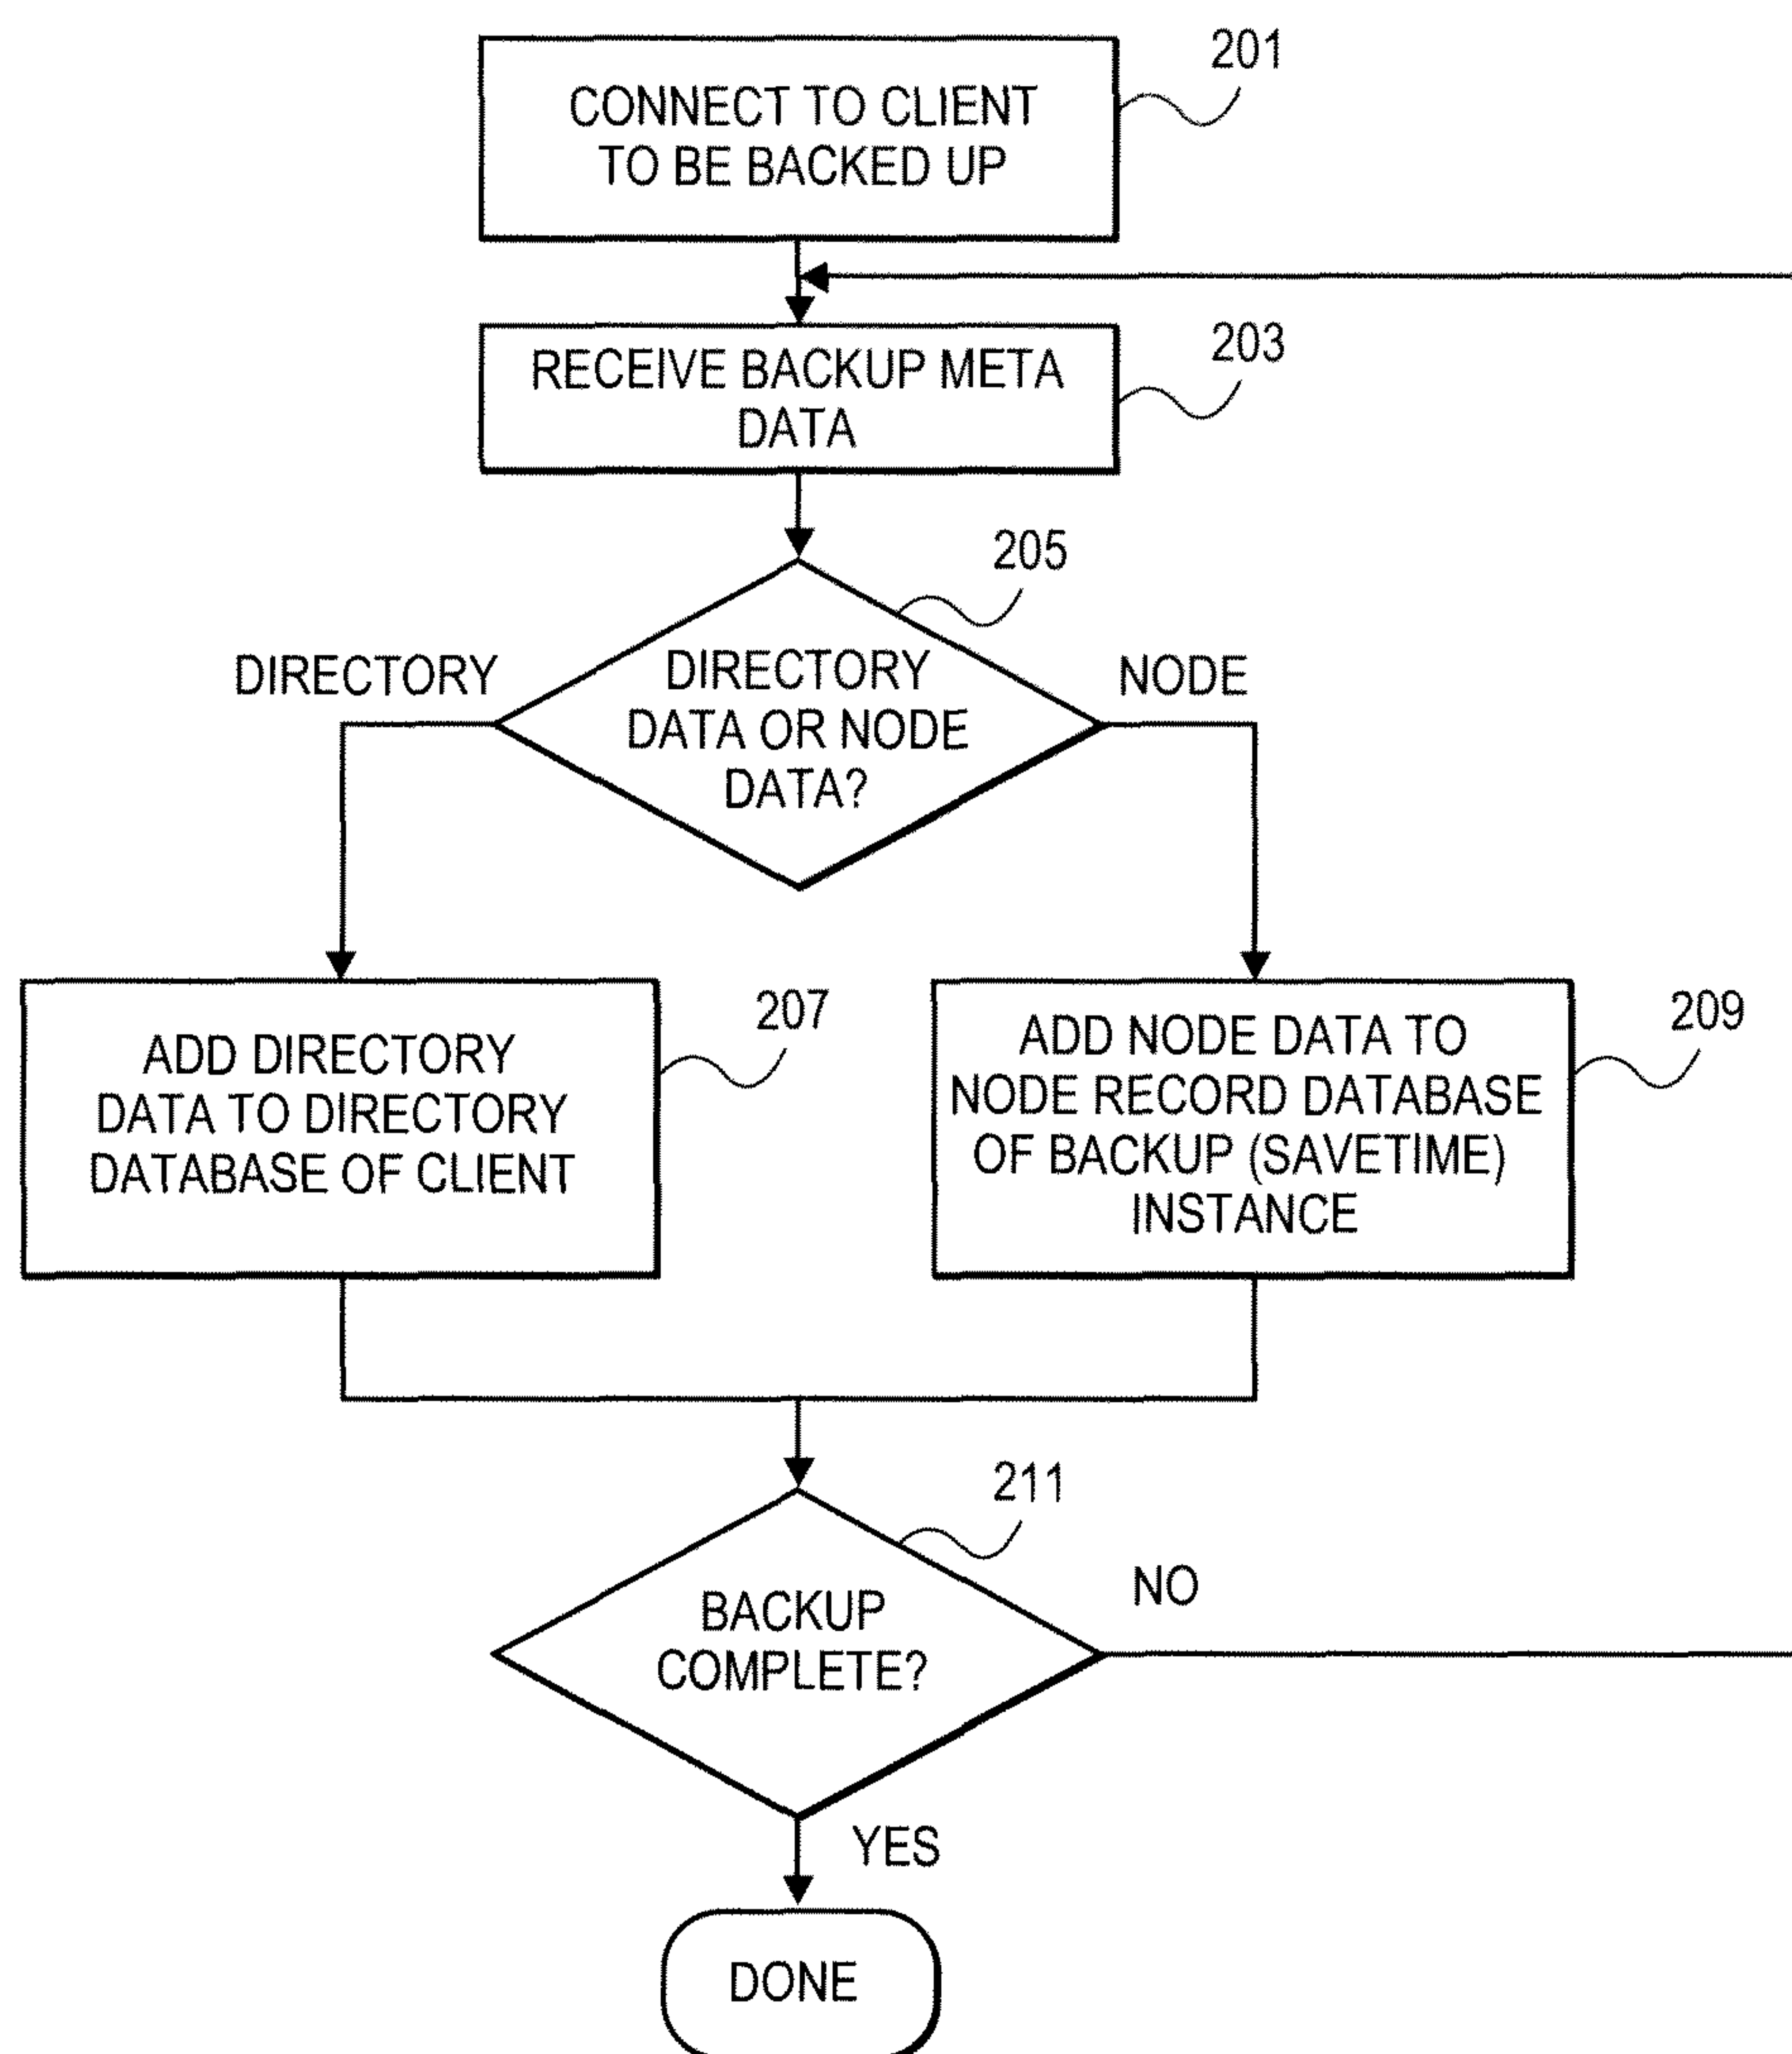 201
CONNECT TO CLIENT
TO BE BACKED UP
203
RECEIVE BACKUP META
DATA
205
DIRECTORY
NODE
DIRECTORY
DATA OR NODE
DATA?
207
ADD DIRECTORY
DATA TO DIRECTORY
DATABASE OF CLIENT
209
ADD NODE DATA TO
NODE RECORD DATABASE
OF BACKUP (SAVETIME)
INSTANCE
211
NO
BACKUP
COMPLETE?
YES
DONE